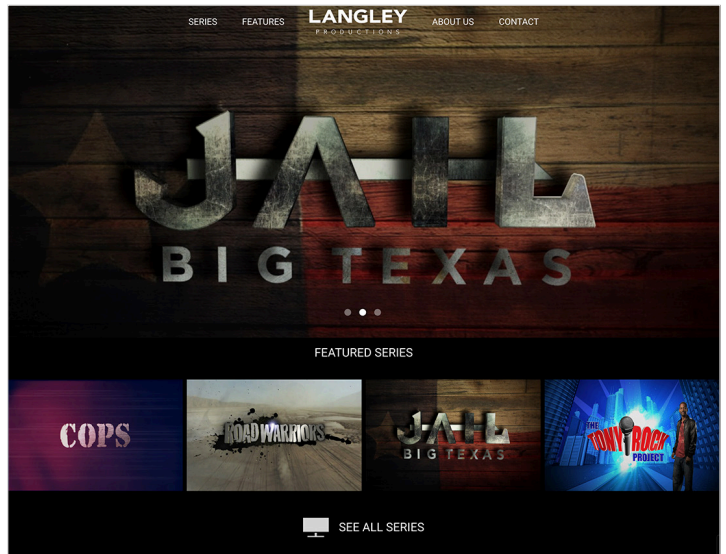 SERIES FEATURES LANGLEY ABOUT US CONTACT
PRODUCTIONS
JAIL
BIG TEXAS
FEATURED SERIES
COPS
ROAD WARRIORS
JAIL
BIG TEXAS
THE
TONY ROCK
PROJECT
SEE ALL SERIES